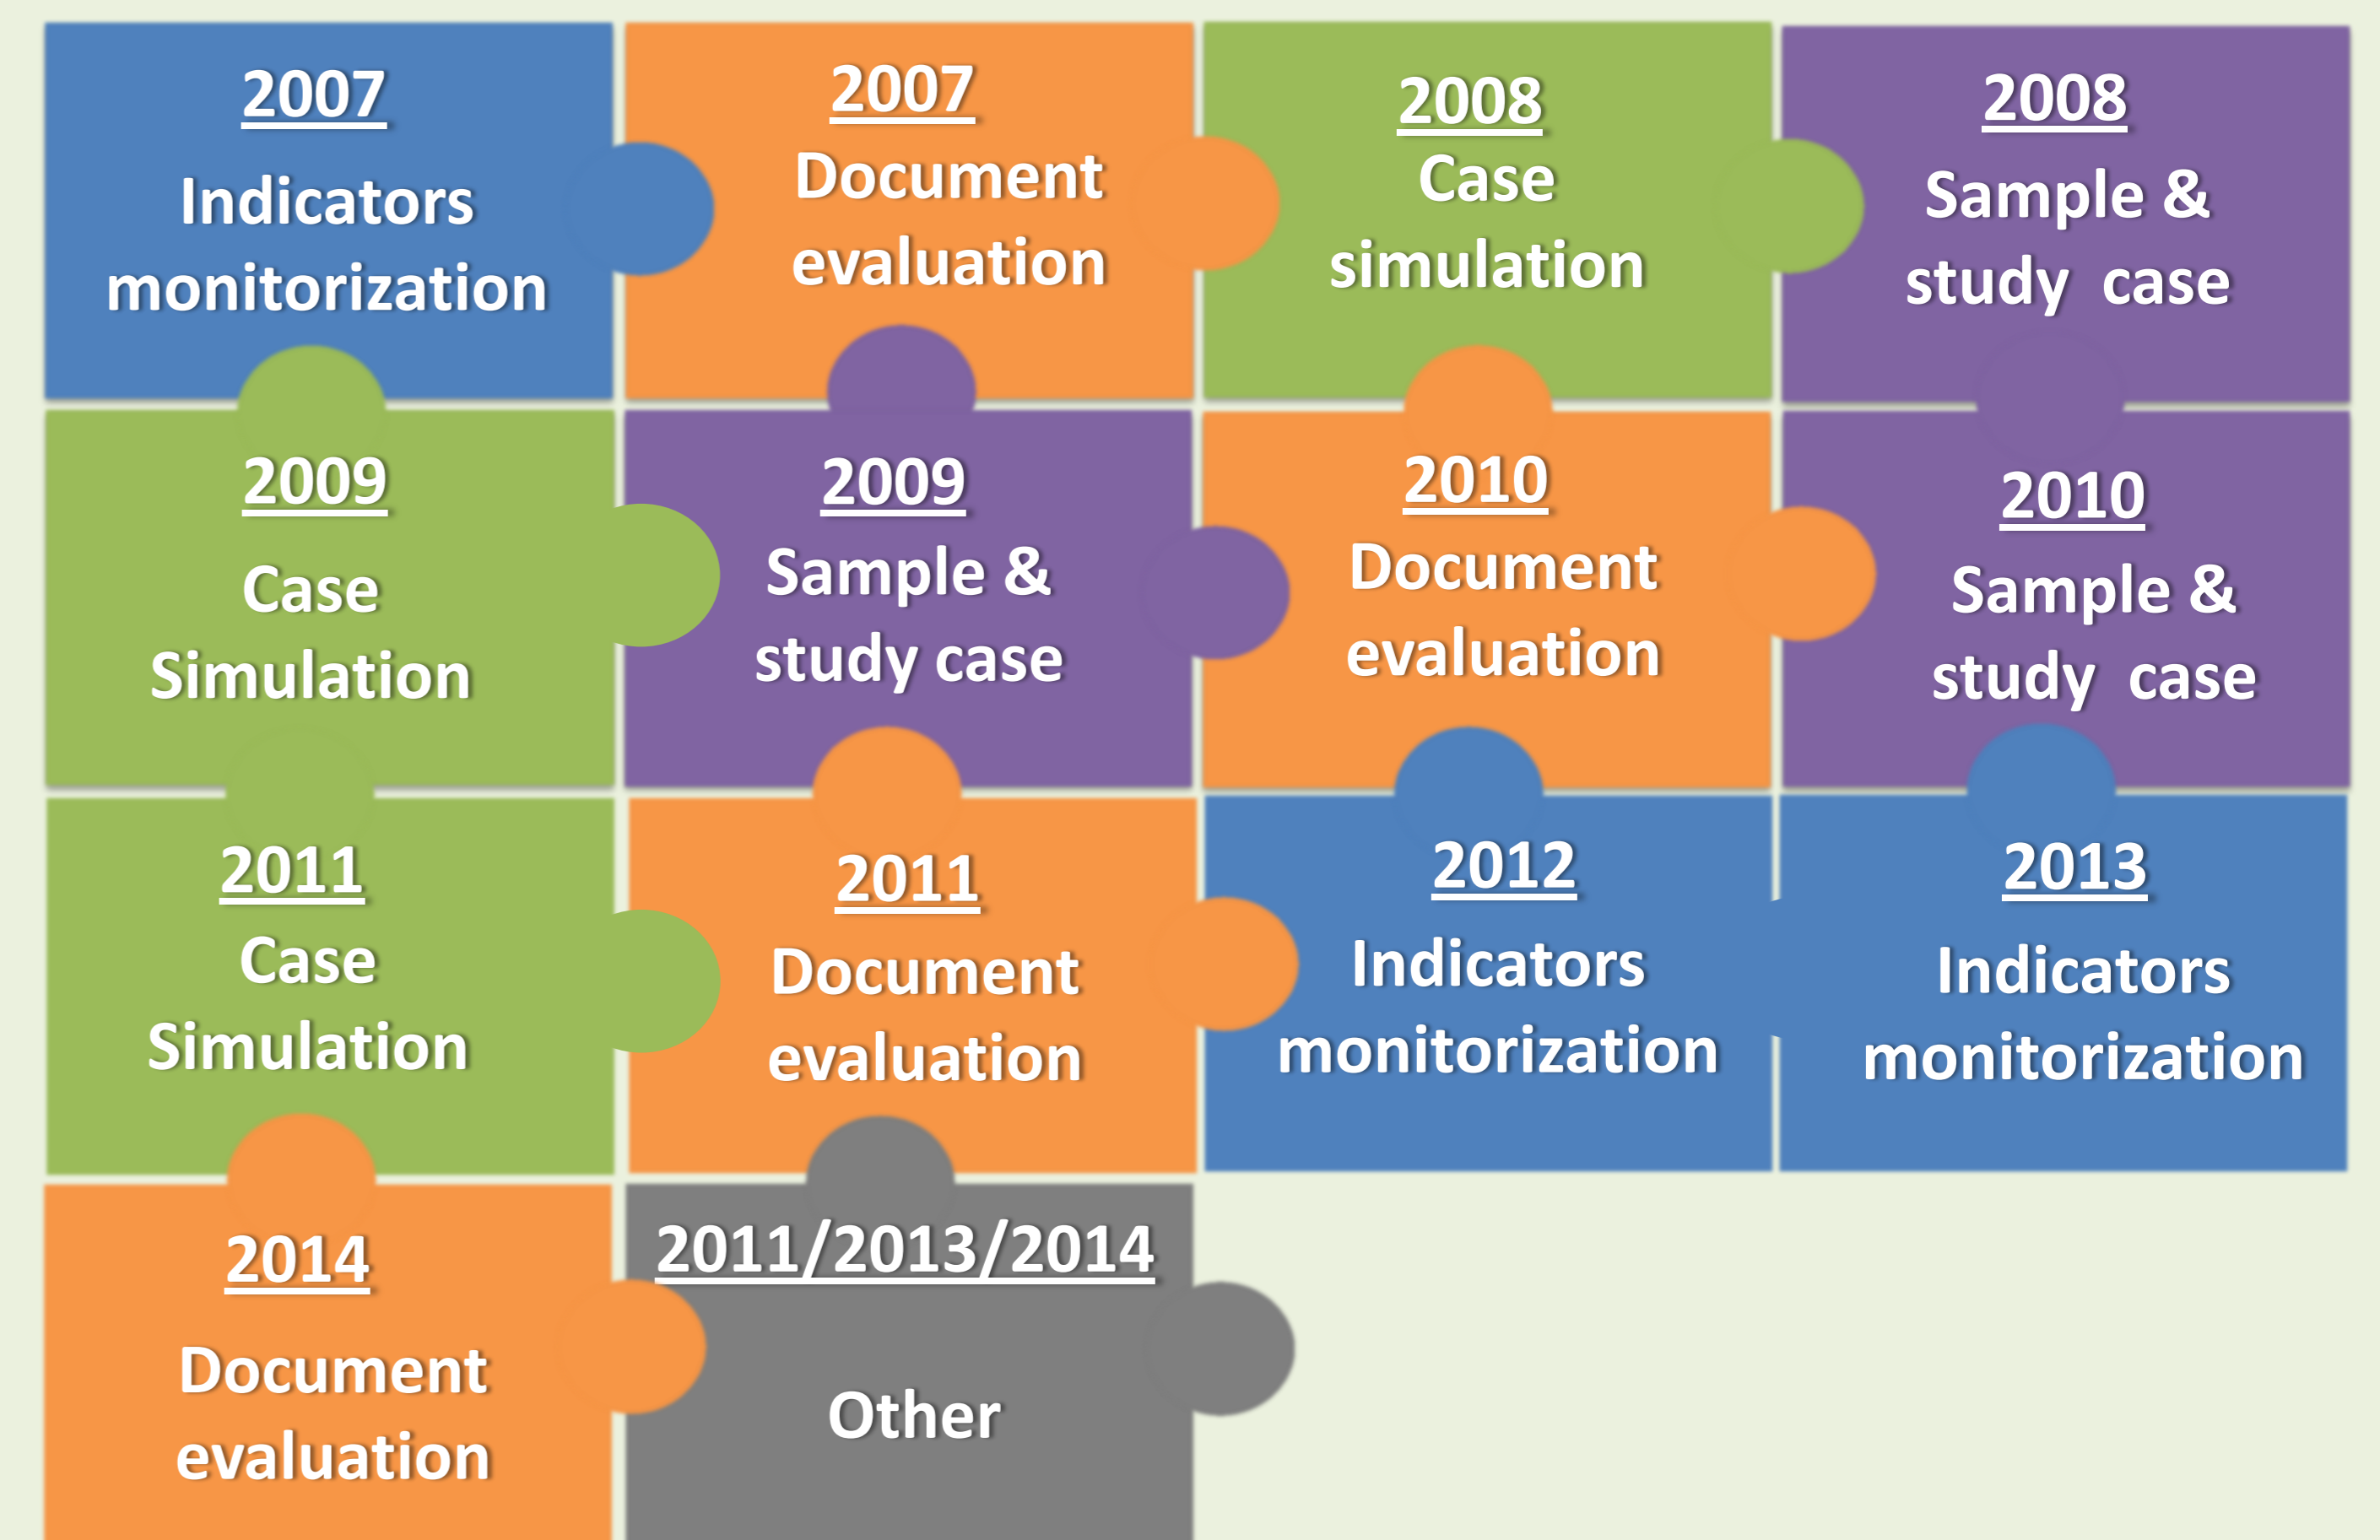 2007
Indicators
monitorization
2007
Document
evaluation
2008
Case
simulation
2008
Sample &
study  case
2009
Case
Simulation
2009
Sample &
study case
2010
Document
evaluation
2010
Sample &
study  case
2011
Case
Simulation
2011
Document
evaluation
2012
Indicators
monitorization
2013
Indicators
monitorization
2014
Document
evaluation
2011/2013/2014
Other